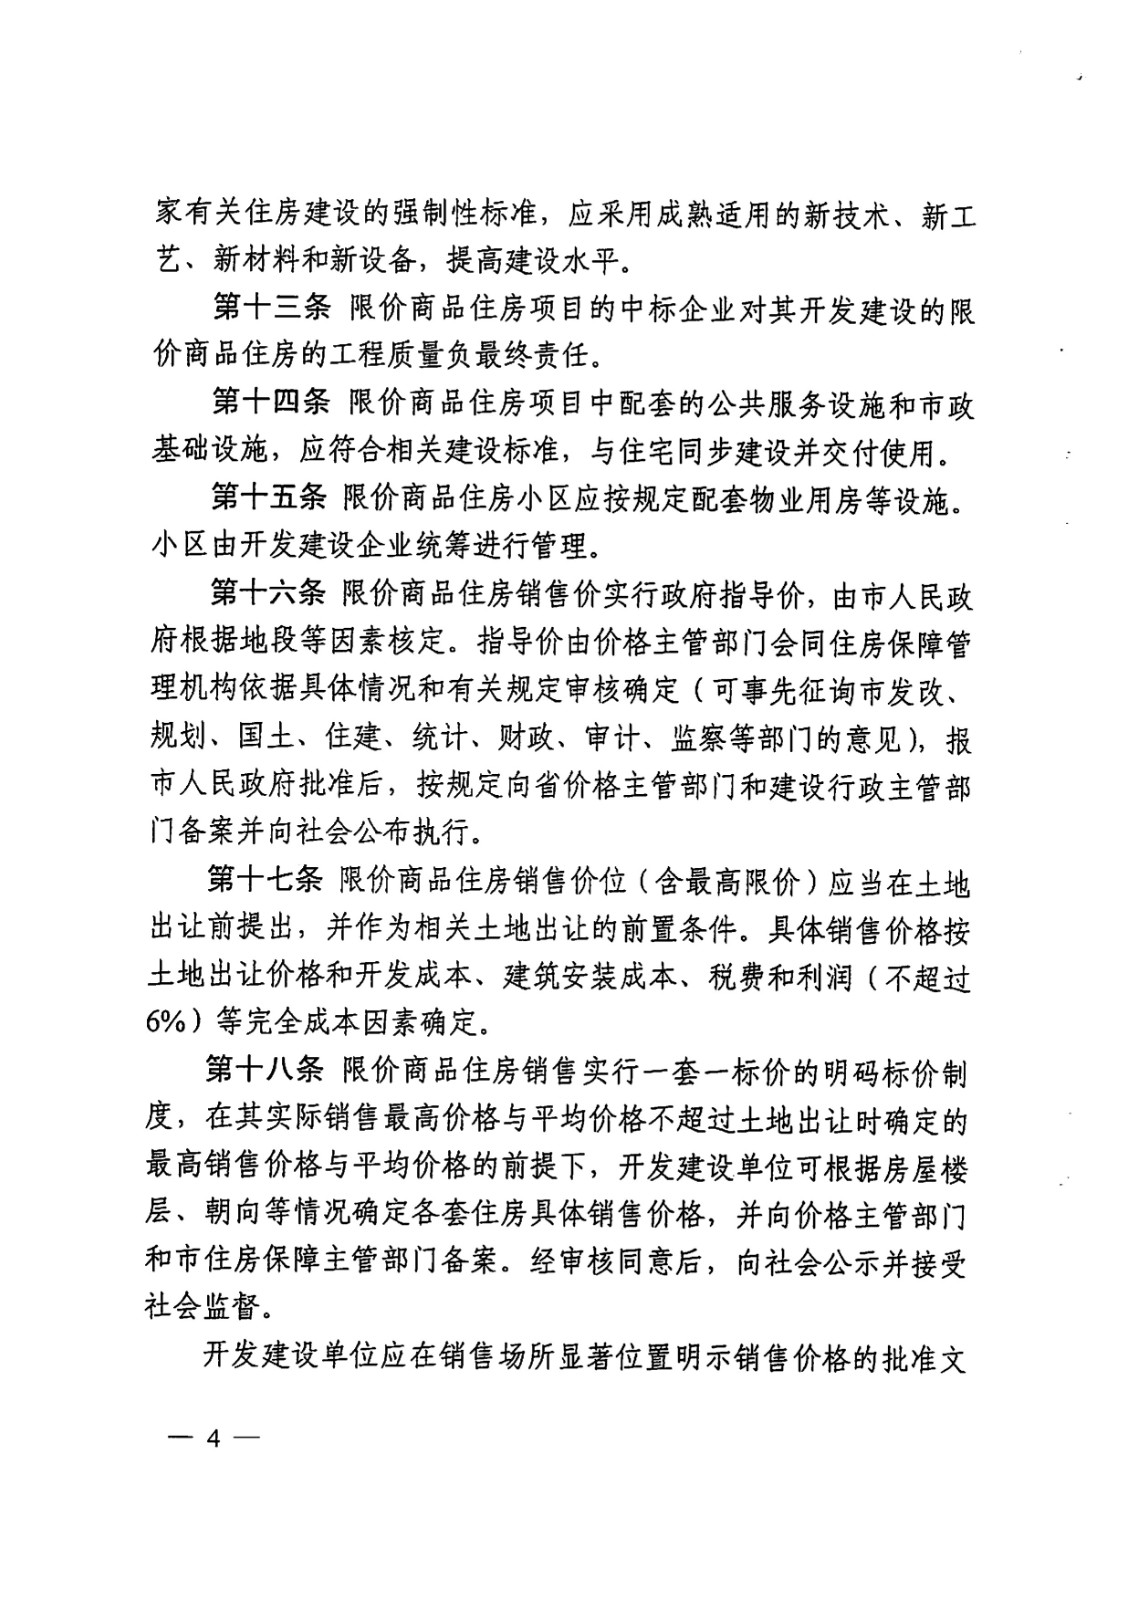 家有关住房建设的强制性标准，应采用成熟适用的新技术、新工
艺、新材料和新设备，提高建设水平。
第十三条 限价商品住房项目的中标企业对其开发建设的限
价商品住房的工程质量负最终责任。
第十四条 限价商品住房项目中配套的公共服务设施和市政
基础设施，应符合相关建设标准，与住宅同步建设并交付使用。
第十五条 限价商品住房小区应按规定配套物业用房等设施。
小区由开发建设企业统筹进行管理。
第十六条 限价商品住房销售价实行政府指导价，由市人民政
府根据地段等因素核定。指导价由价格主管部门会同住房保障管
理机构依据具体情况和有关规定审核确定（可事先征询市发改、
规划、国土、住建、统计、财政、审计、监察等部门的意见），报
市人民政府批准后，按规定向省价格主管部门和建设行政主管部
门备案并向社会公布执行。
第十七条 限价商品住房销售价位（含最高限价）应当在土地
出让前提出，并作为相关土地出让的前置条件。具体销售价格按
土地出让价格和开发成本、建筑安装成本、税费和利润（不超过
6%）等完全成本因素确定。
第十八条 限价商品住房销售实行一套一标价的明码标价制
度，在其实际销售最高价格与平均价格不超过土地出让时确定的
最高销售价格与平均价格的前提下，开发建设单位可根据房屋楼
层、朝向等情况确定各套住房具体销售价格，并向价格主管部门
和市住房保障主管部门备案。经审核同意后，向社会公示并接受
社会监督。
开发建设单位应在销售场所显著位置明示销售价格的批准文
— 4 —